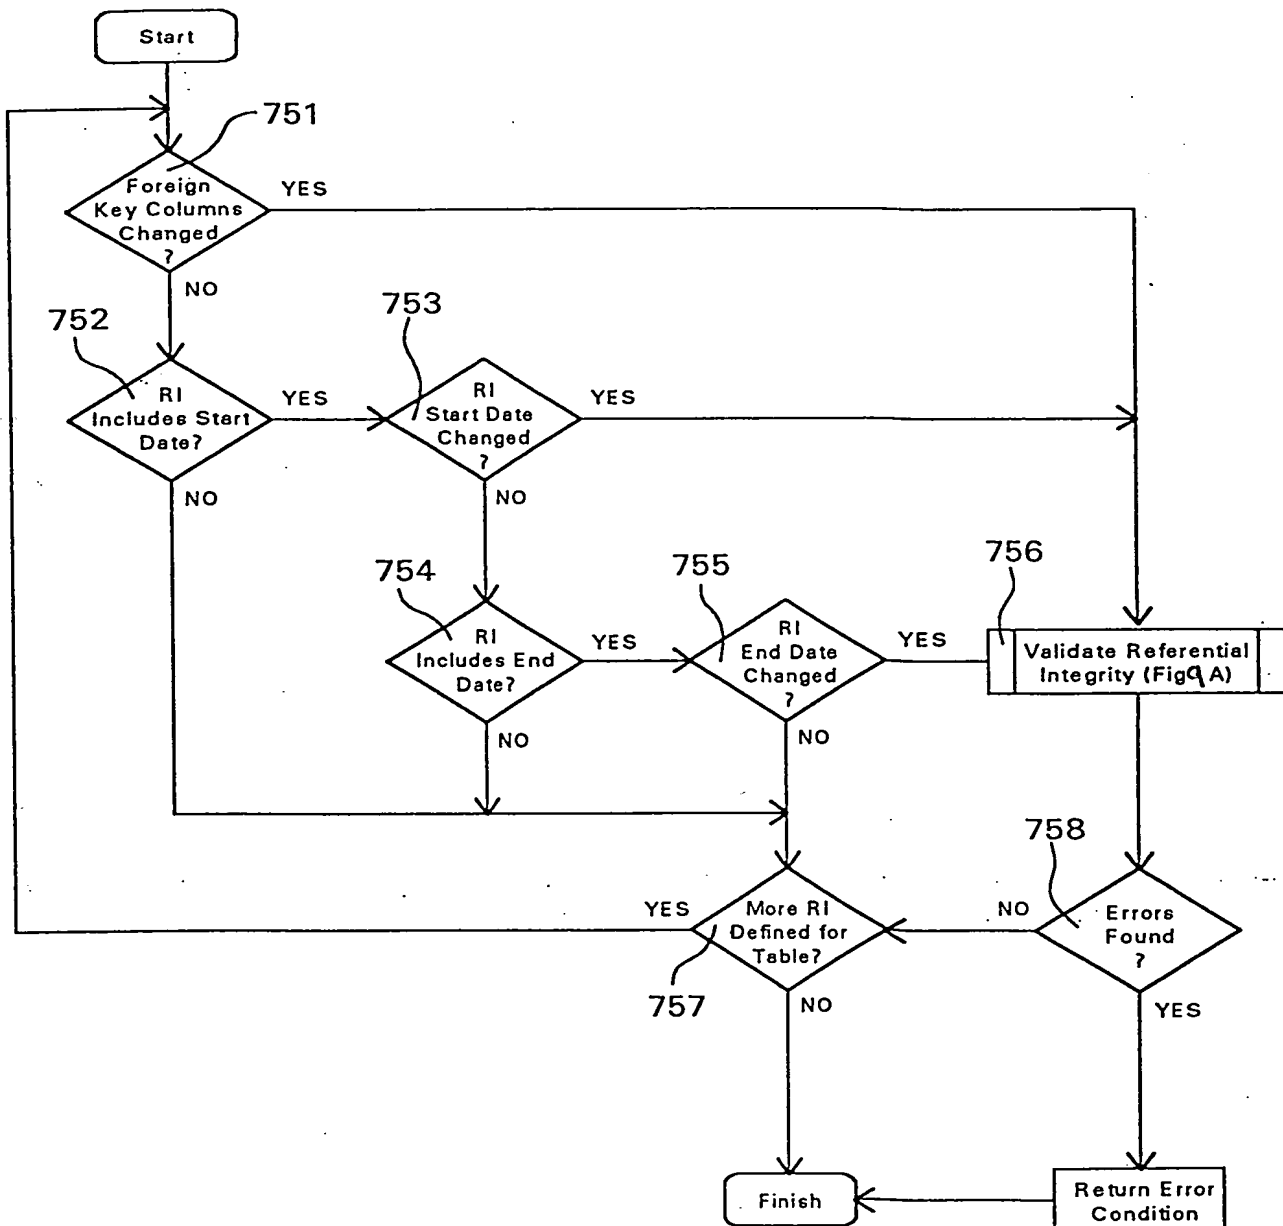 Start
751
Foreign
Key Columns
Changed
?
YES
NO
752
RI
Includes Start
Date?
YES
NO
753
RI
Start Date
Changed
?
YES
NO
754
RI
Includes End
Date?
YES
NO
755
RI
End Date
Changed
?
YES
NO
756
Validate Referential
Integrity (Fig 9 A)
758
Errors
Found
?
NO
YES
More RI
Defined for
Table?
YES
757
NO
Finish
Return Error
Condition